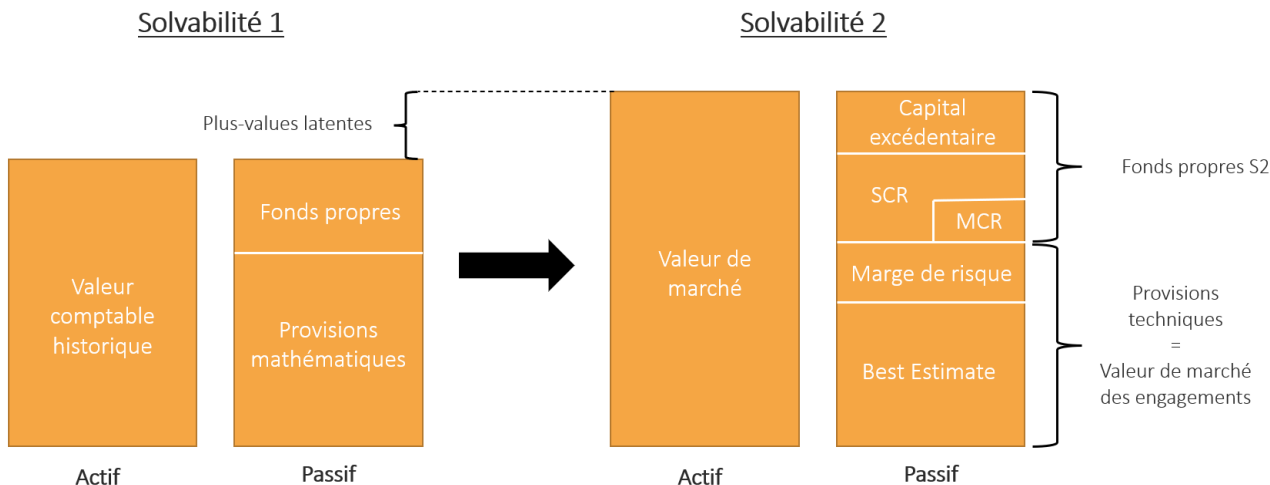 Solvabilité 1
Solvabilité 2
Plus-values latentes
Valeur
comptable
historique
Fonds propres
Provisions
mathématiques
Actif
Passif
Valeur de
marché
Capital
excédentaire
SCR
MCR
Marge de risque
Best Estimate
Fonds propres S2
Provisions
techniques
=
Valeur de marché
des engagements
Actif
Passif